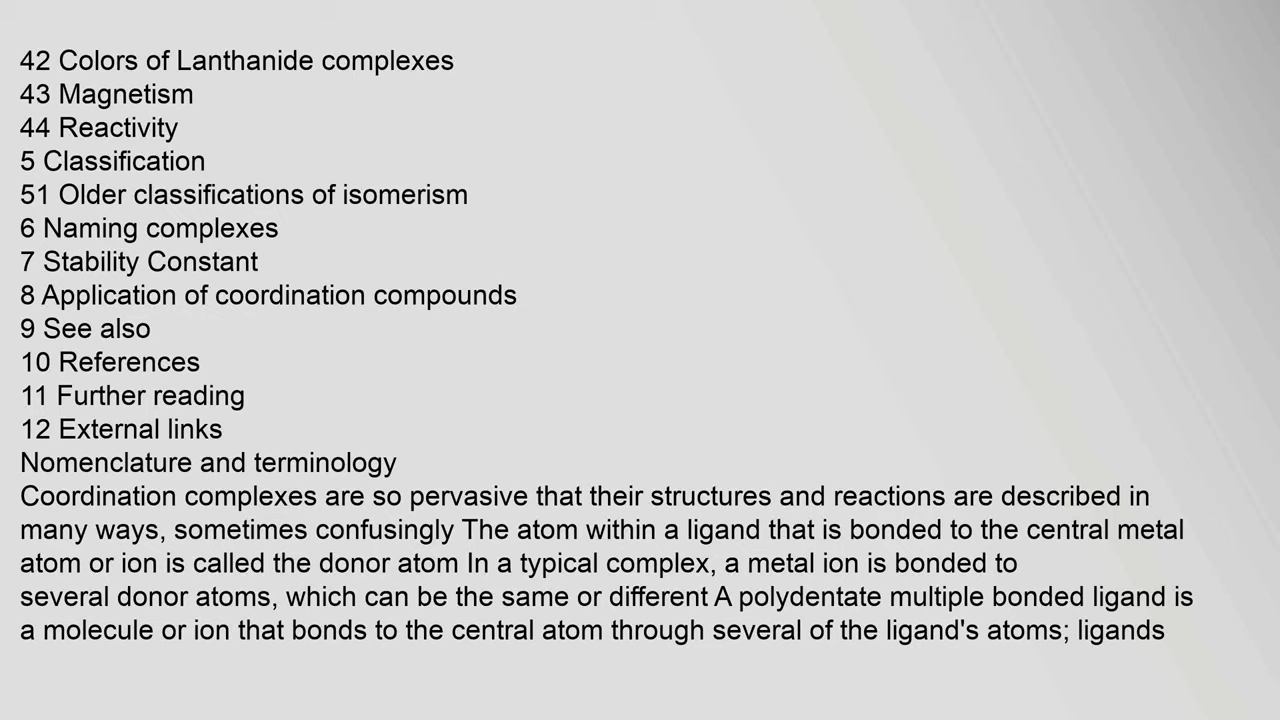 42 Colors of Lanthanide complexes
43 Magnetism
44 Reactivity
5 Classification
51 Older classifications of isomerism
6 Naming complexes
7 Stability Constant
8 Application of coordination compounds
9 See also
10 References
11 Further reading
12 External links
Nomenclature and terminology
Coordination complexes are so pervasive that their structures and reactions are described in
many ways, sometimes confusingly The atom within a ligand that is bonded to the central metal
atom or ion is called the donor atom In a typical complex, a metal ion is bonded to
several donor atoms, which can be the same or different A polydentate multiple bonded ligand is
a molecule or ion that bonds to the central atom through several of the ligand's atoms; ligands